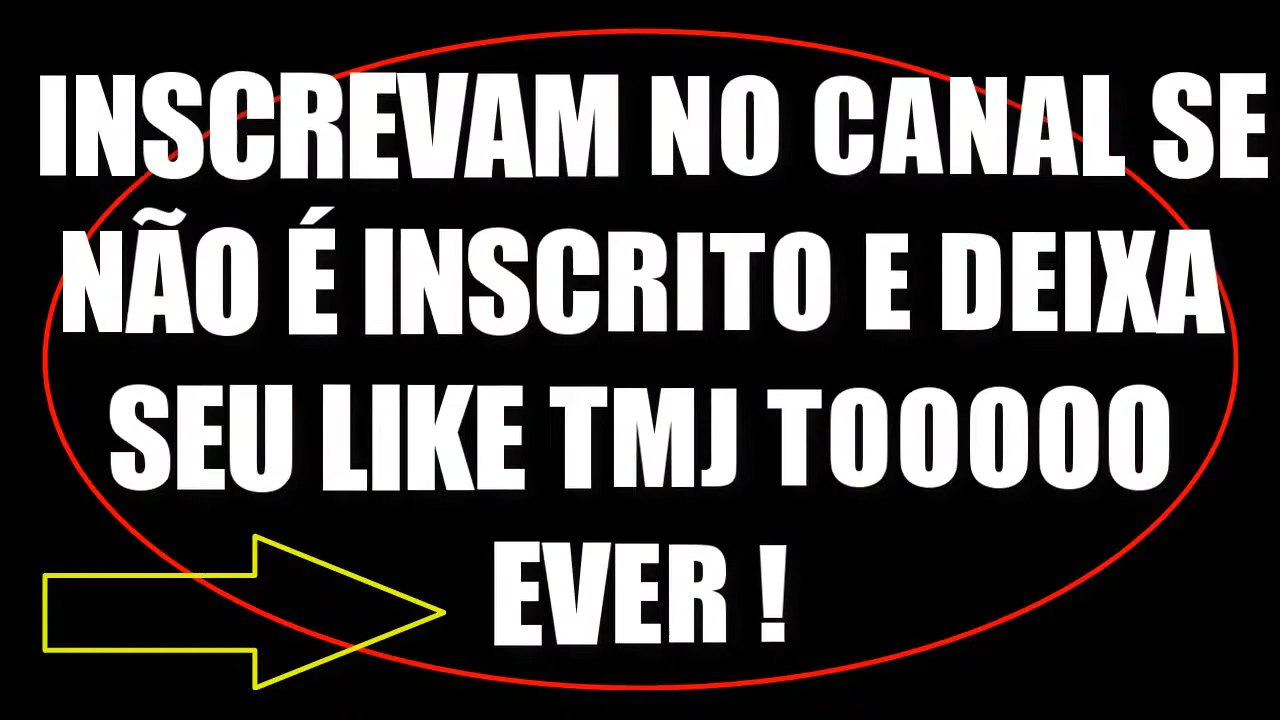 INSCREVAM NO CANAL SE
NÃO É INSCRITO E DEIXA
SEU LIKE TMJ TOOOOO
EVER !